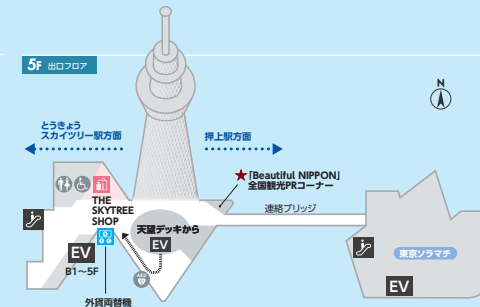 5F 出口フロア
N
とうきょう
スカイツリー駅方面
押上駅方面
★「Beautiful NIPPON」
全国観光PRコーナー
連絡ブリッジ
THE
SKYTREE
SHOP
天望デッキから
EV
EV
B1〜5F
東京ソラマチ
EV
AED
外貨両替機